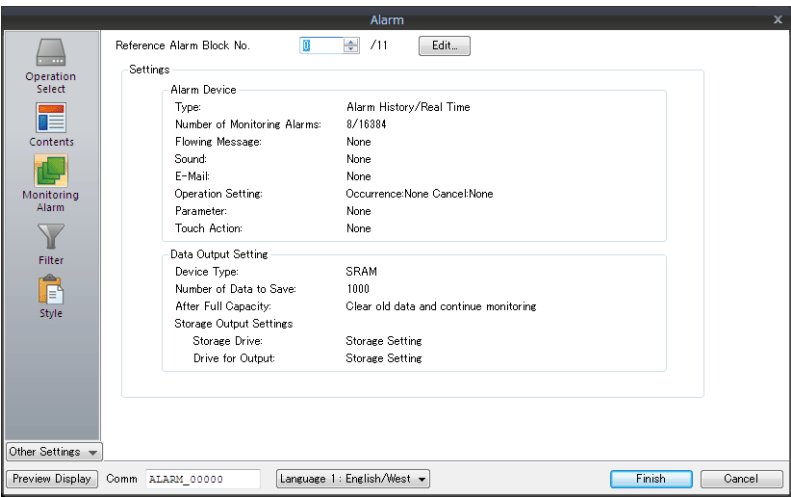 Alarm
x
Operation
Select
Contents
Monitoring
Alarm
Filter
Style
Other Settings
Reference Alarm Block No. 0 /11 Edit...
Settings
Alarm Device
Type: Alarm History/Real Time
Number of Monitoring Alarms: 8/16384
Flowing Message: None
Sound: None
E-Mail: None
Operation Setting: Occurrence:None Cancel:None
Parameter: None
Touch Action: None
Data Output Setting
Device Type: SRAM
Number of Data to Save: 1000
After Full Capacity: Clear old data and continue monitoring
Storage Output Settings
Storage Drive: Storage Setting
Drive for Output: Storage Setting
Preview Display Comm ALARM_00000 Language 1 : English/West Finish Cancel